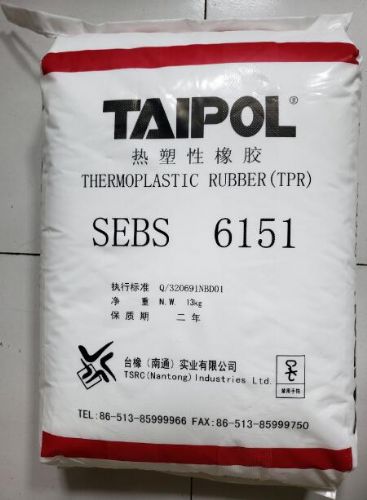 TAIPOL®
热塑性橡胶
THERMOPLASTIC RUBBER(TPR)
SEBS 6151
执行标准 Q/320691NBD01
净 重 N.W. 13kg
保质期 二年
台橡（南通）实业有限公司
TSRC(Nantong)Industries Ltd.
TEL:86-513-85999966 FAX:86-513-85999750